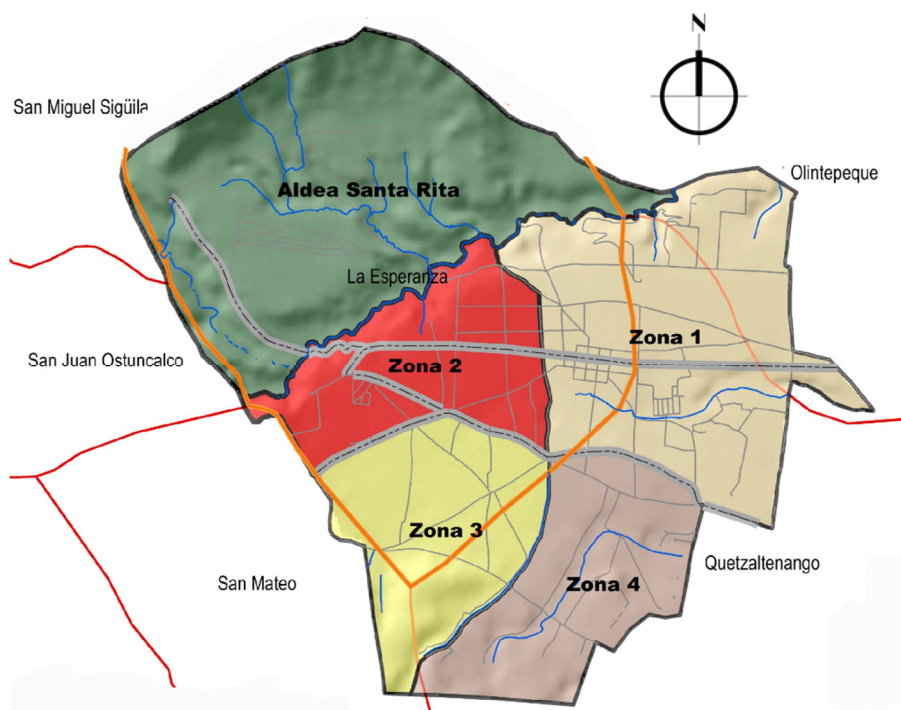 N
San Miguel Sigüila
Olintepeque
Aldea Santa Rita
La Esperanza
Zona 1
San Juan Ostuncalco
Zona 2
Zona 3
Quetzaltenango
San Mateo
Zona 4